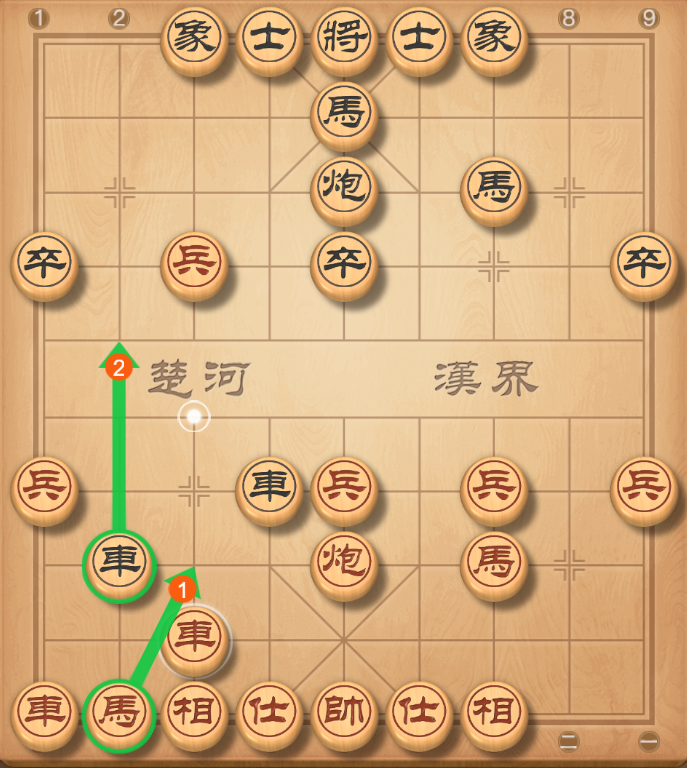 1 2 8 9
象 士 將 士 象
馬
炮 馬
卒 兵 卒 卒
2
楚河 漢界
兵 車 兵 兵 兵
車 炮 馬
1
車
車 馬 相 仕 帥 仕 相
二 一